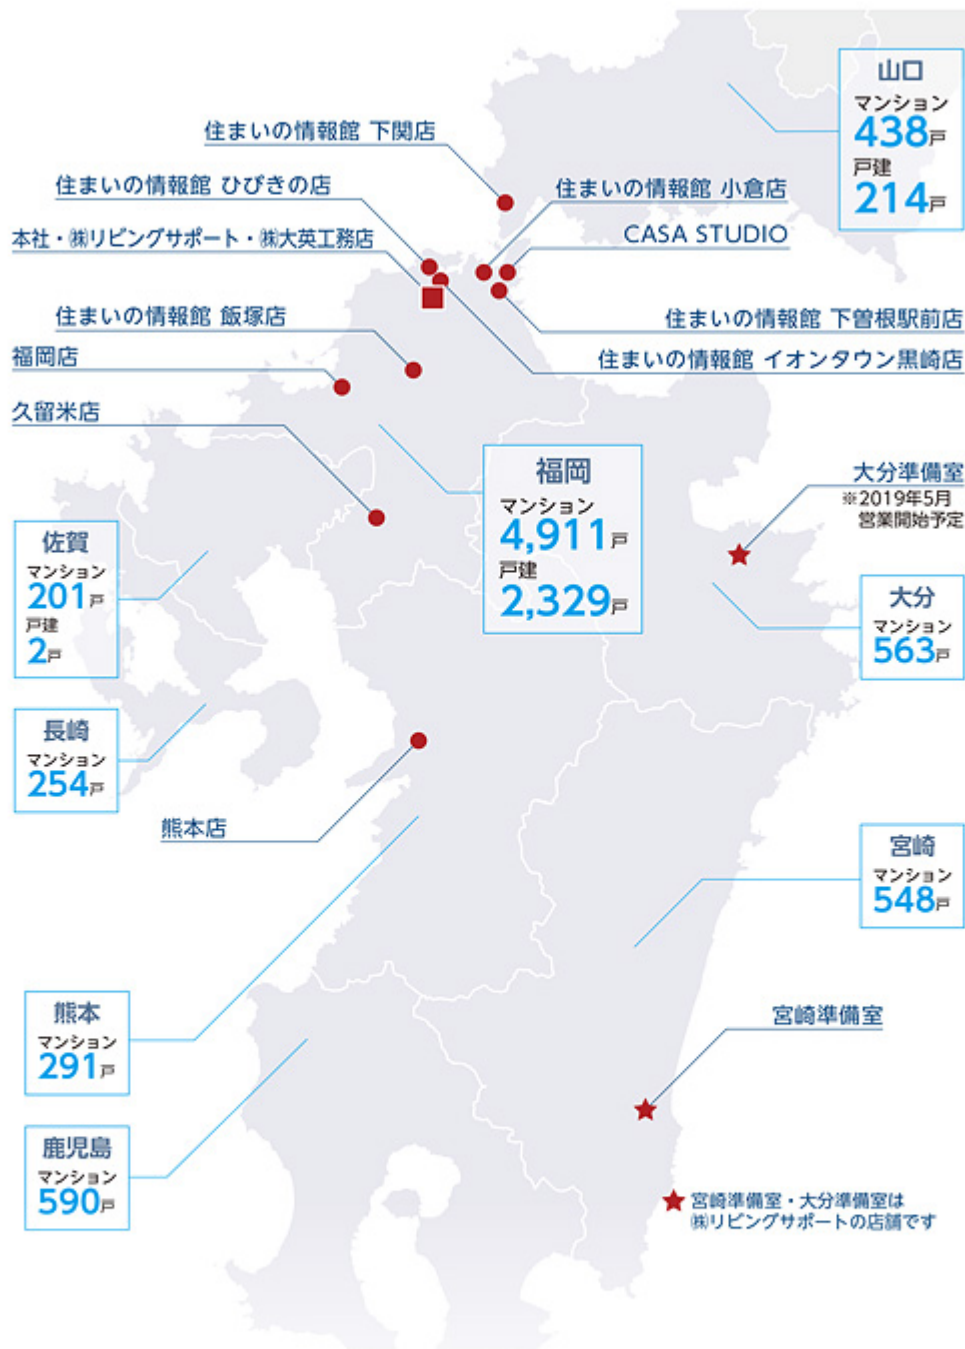 山口
マンション
438戸
戸建
214戸
住まいの情報館 下関店
住まいの情報館 ひびきの店
住まいの情報館 小倉店
本社・㈱リビングサポート・㈱大英工務店
CASA STUDIO
住まいの情報館 飯塚店
住まいの情報館 下曽根駅前店
福岡店
住まいの情報館 イオンタウン黒崎店
久留米店
福岡
マンション
4,911戸
戸建
2,329戸
大分準備室
※2019年5月
営業開始予定
佐賀
マンション
201戸
戸建
2戸
大分
マンション
563戸
長崎
マンション
254戸
熊本店
宮崎
マンション
548戸
熊本
マンション
291戸
宮崎準備室
鹿児島
マンション
590戸
宮崎準備室・大分準備室は
㈱リビングサポートの店舗です